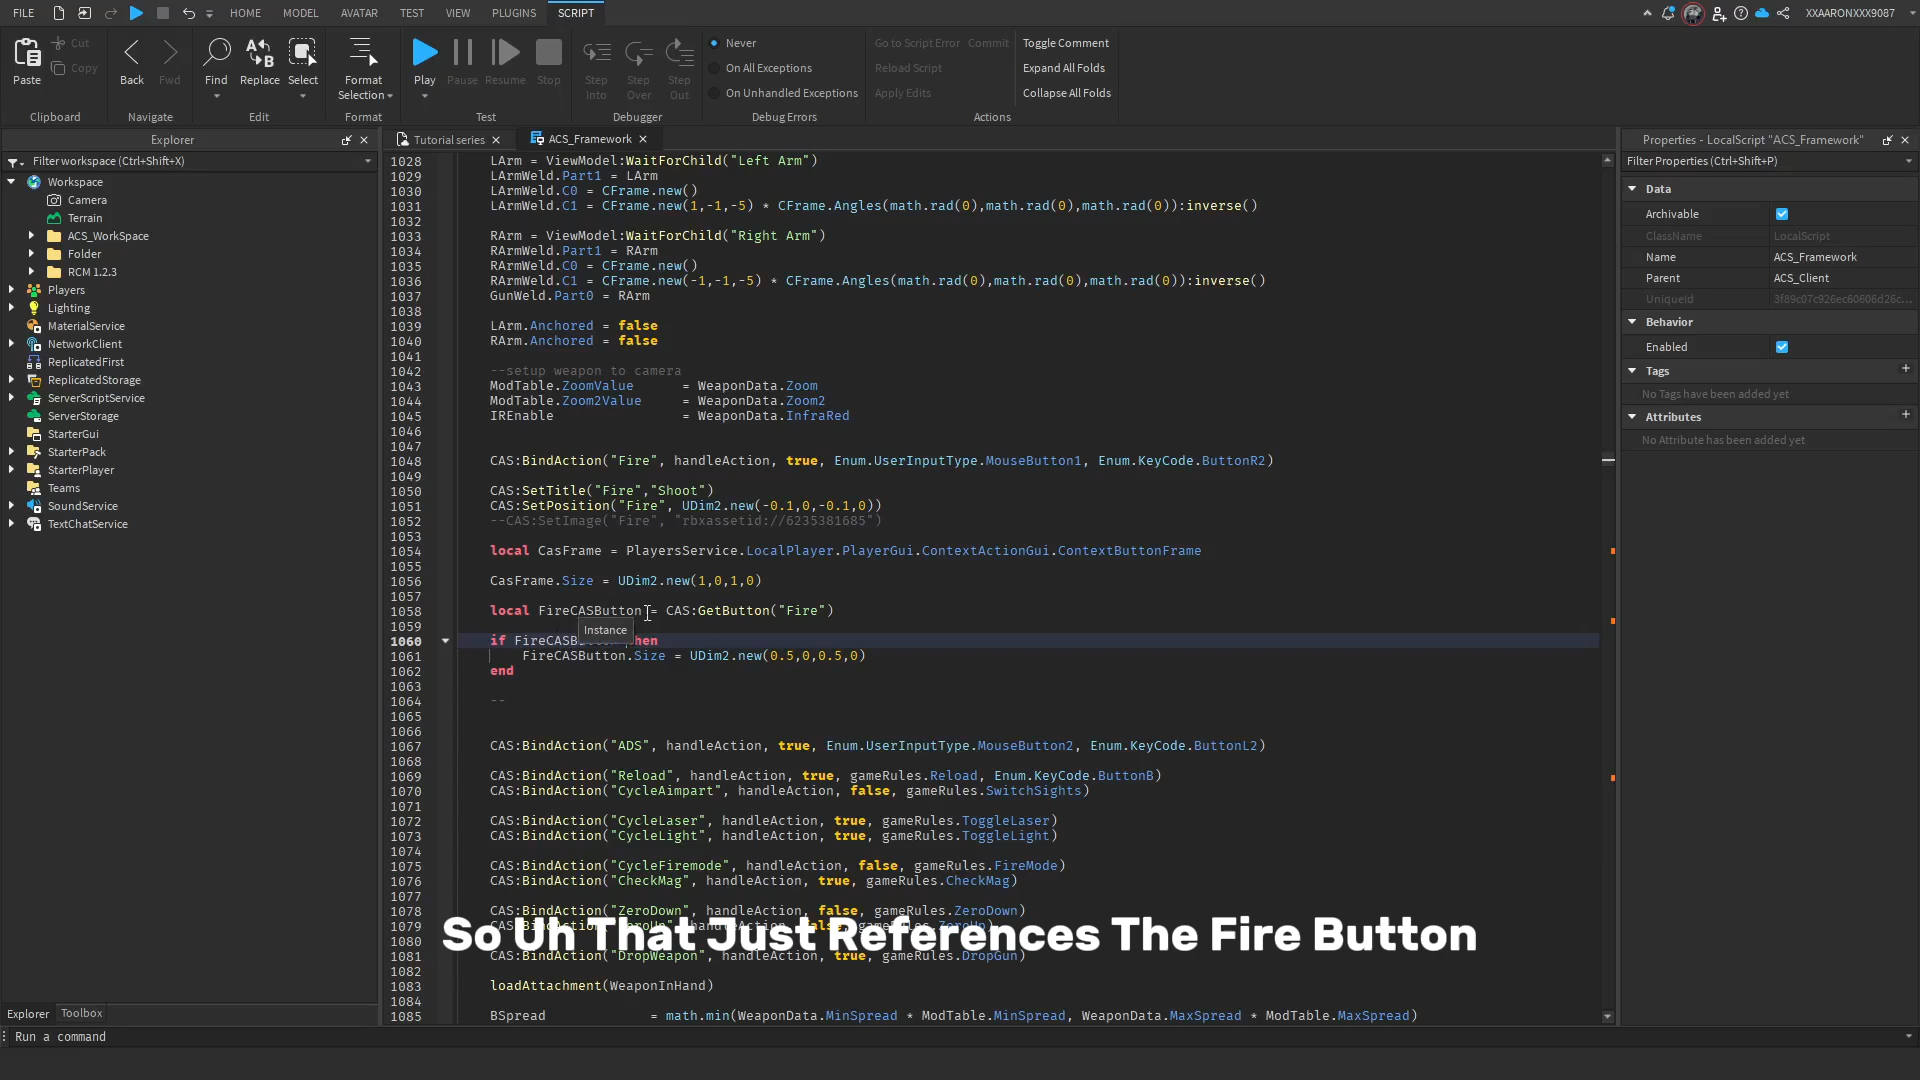 FILE HOME MODEL AVATAR TEST VIEW PLUGINS SCRIPT XXAARONXXX9087
Paste Cut Copy Back Fwd Find Replace Select Format Selection Play Pause Resume Stop Step Into Step Over Step Out
Never
On All Exceptions
On Unhandled Exceptions
Go to Script Error Commit
Reload Script
Apply Edits
Toggle Comment
Expand All Folds
Collapse All Folds
Clipboard Navigate Edit Format Test Debugger Debug Errors Actions
Explorer
Filter workspace (Ctrl+Shift+X)
Workspace
Camera
Terrain
ACS_WorkSpace
Folder
RCM 1.2.3
Players
Lighting
MaterialService
NetworkClient
ReplicatedFirst
ReplicatedStorage
ServerScriptService
ServerStorage
StarterGui
StarterPack
StarterPlayer
Teams
SoundService
TextChatService
Explorer Toolbox
Tutorial series ACS_Framework
1028 LArm = ViewModel:WaitForChild("Left Arm")
1029 LArmWeld.Part1 = LArm
1030 LArmWeld.C0 = CFrame.new()
1031 LArmWeld.C1 = CFrame.new(1,-1,-5) * CFrame.Angles(math.rad(0),math.rad(0),math.rad(0)):inverse()
1032
1033 RArm = ViewModel:WaitForChild("Right Arm")
1034 RArmWeld.Part1 = RArm
1035 RArmWeld.C0 = CFrame.new()
1036 RArmWeld.C1 = CFrame.new(-1,-1,-5) * CFrame.Angles(math.rad(0),math.rad(0),math.rad(0)):inverse()
1037 GunWeld.Part0 = RArm
1038
1039 LArm.Anchored = false
1040 RArm.Anchored = false
1041
1042 --setup weapon to camera
1043 ModTable.ZoomValue = WeaponData.Zoom
1044 ModTable.Zoom2Value = WeaponData.Zoom2
1045 IREnable = WeaponData.InfraRed
1046
1047
1048 CAS:BindAction("Fire", handleAction, true, Enum.UserInputType.MouseButton1, Enum.KeyCode.ButtonR2)
1049
1050 CAS:SetTitle("Fire","Shoot")
1051 CAS:SetPosition("Fire", UDim2.new(-0.1,0,-0.1,0))
1052 --CAS:SetImage("Fire", "rbxassetid://6235381685")
1053
1054 local CasFrame = PlayersService.LocalPlayer.PlayerGui.ContextActionGui.ContextButtonFrame
1055
1056 CasFrame.Size = UDim2.new(1,0,1,0)
1057
1058 local FireCASButton = CAS:GetButton("Fire")
1059
Instance
1060 if FireCASB hen
1061 FireCASButton.Size = UDim2.new(0.5,0,0.5,0)
1062 end
1063
1064 --
1065
1066
1067 CAS:BindAction("ADS", handleAction, true, Enum.UserInputType.MouseButton2, Enum.KeyCode.ButtonL2)
1068
1069 CAS:BindAction("Reload", handleAction, true, gameRules.Reload, Enum.KeyCode.ButtonB)
1070 CAS:BindAction("CycleAimpart", handleAction, false, gameRules.SwitchSights)
1071
1072 CAS:BindAction("CycleLaser", handleAction, true, gameRules.ToggleLaser)
1073 CAS:BindAction("CycleLight", handleAction, true, gameRules.ToggleLight)
1074
1075 CAS:BindAction("CycleFiremode", handleAction, false, gameRules.FireMode)
1076 CAS:BindAction("CheckMag", handleAction, true, gameRules.CheckMag)
1077
1078 CAS:BindAction("ZeroDown", handleAction, false, gameRules.ZeroDown)
1079
So Uh That Just References The Fire Button
1080
1081 CAS:BindAction("DropWeapon", handleAction, true, gameRules.DropGun)
1082
1083 loadAttachment(WeaponInHand)
1084
1085 BSpread = math.min(WeaponData.MinSpread * ModTable.MinSpread, WeaponData.MaxSpread * ModTable.MaxSpread)
Properties - LocalScript "ACS_Framework"
Filter Properties (Ctrl+Shift+P)
Data
Archivable
ClassName LocalScript
Name ACS_Framework
Parent ACS_Client
UniqueId 3f89c07c926ec60606d26c...
Behavior
Enabled
Tags
No Tags have been added yet
Attributes
No Attribute has been added yet
Run a command